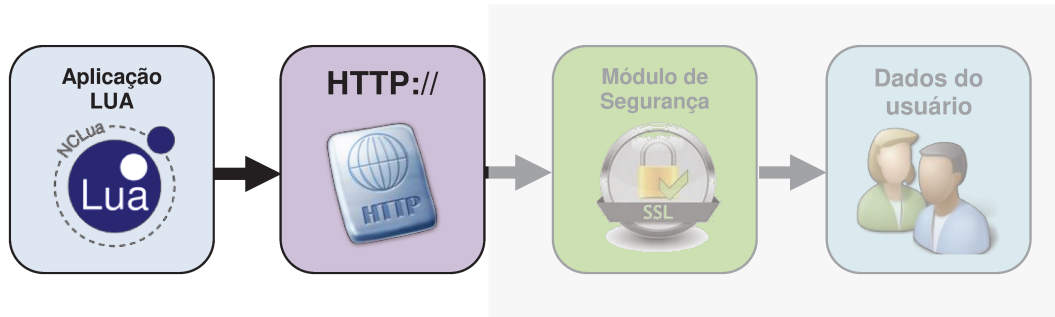 Aplicação
LUA
NCLua
Lua
HTTP://
HTTP
Módulo de
Segurança
SSL
Dados do
usuário